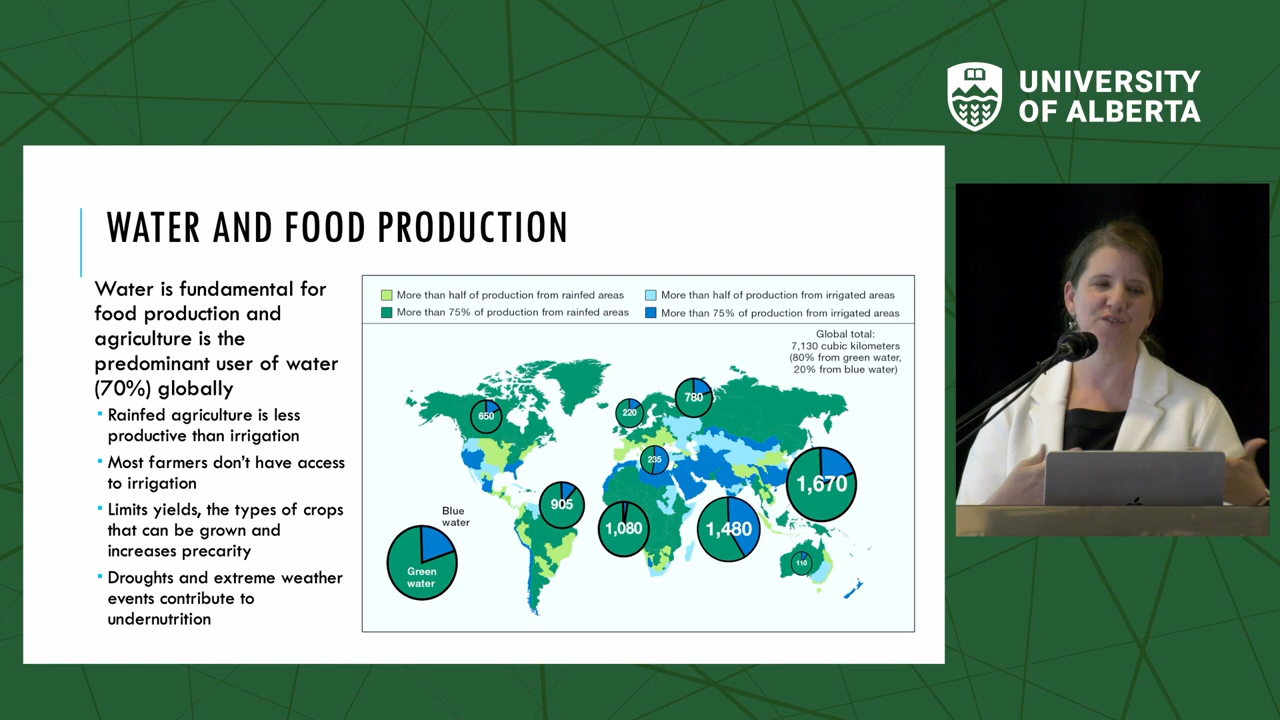 UNIVERSITY
OF ALBERTA
WATER AND FOOD PRODUCTION
Water is fundamental for
food production and
agriculture is the
predominant user of water
(70%) globally
Rainfed agriculture is less
productive than irrigation
Most farmers don't have access
to irrigation
Limits yields, the types of crops
that can be grown and
increases precarity
Droughts and extreme weather
events contribute to
undernutrition
More than half of production from rainfed areas
More than 75% of production from rainfed areas
More than half of production from irrigated areas
More than 75% of production from irrigated areas
Global total:
7,130 cubic kilometers
(80% from green water,
20% from blue water)
650
220
780
235
905
1,080
1,480
1,670
110
Blue
water
Green
water